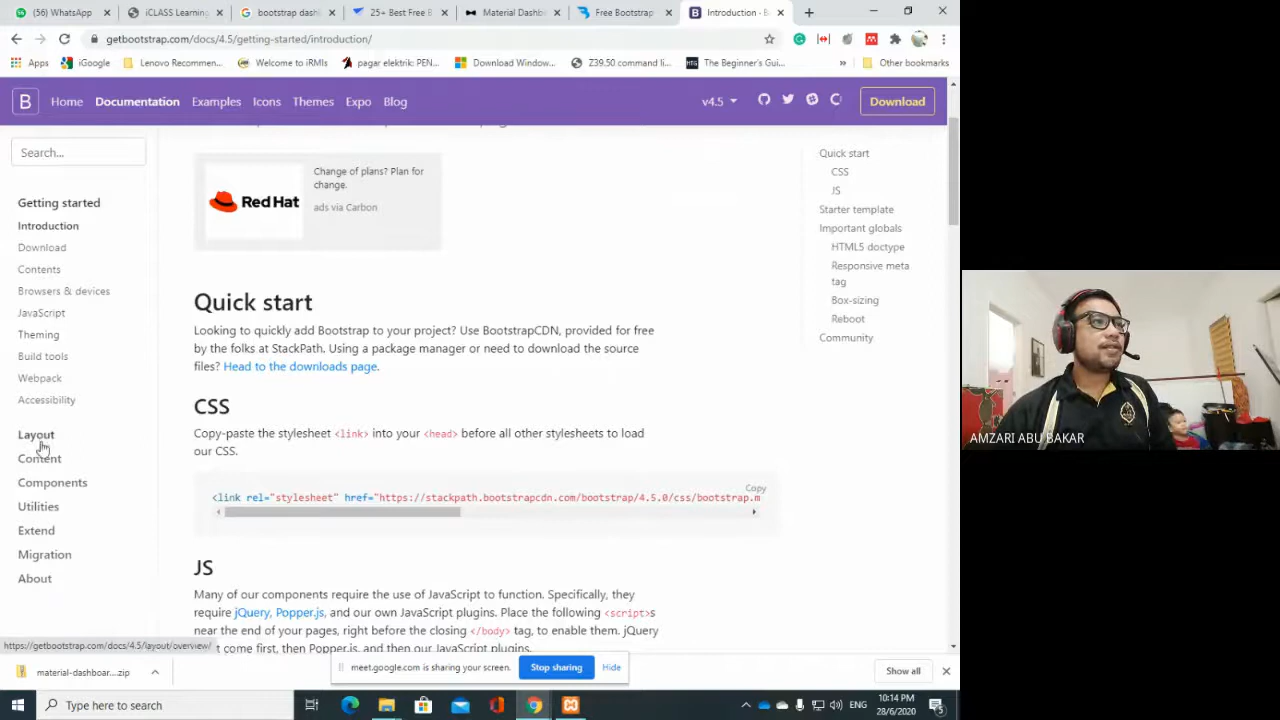 (56) WhatsApp
iCLASS Learning
bootstrap dash
25+ Best Free B
Material Dashbo
Free Bootstrap
Introduction · B
getbootstrap.com/docs/4.5/getting-started/introduction/
Apps
iGoogle
Lenovo Recommen...
Welcome to iRMIs
pagar elektrik: PEN...
Download Window...
Z39.50 command li...
HTG
The Beginner's Gui...
»
Other bookmarks
B
Home
Documentation
Examples
Icons
Themes
Expo
Blog
v4.5
Download
Search...
Getting started
Introduction
Download
Contents
Browsers & devices
JavaScript
Theming
Build tools
Webpack
Accessibility
Layout
Content
Components
Utilities
Extend
Migration
About
Red Hat
Change of plans? Plan for
change.
ads via Carbon
Quick start
Looking to quickly add Bootstrap to your project? Use BootstrapCDN, provided for free
by the folks at StackPath. Using a package manager or need to download the source
files? Head to the downloads page.
CSS
Copy-paste the stylesheet <link> into your <head> before all other stylesheets to load
our CSS.
Copy
<link rel="stylesheet" href="https://stackpath.bootstrapcdn.com/bootstrap/4.5.0/css/bootstrap.m
JS
Many of our components require the use of JavaScript to function. Specifically, they
require jQuery, Popper.js, and our own JavaScript plugins. Place the following <script>s
near the end of your pages, right before the closing </body> tag, to enable them. jQuery
t come first, then Popper.js, and then our JavaScript plugins.
Quick start
CSS
JS
Starter template
Important globals
HTML5 doctype
Responsive meta
tag
Box-sizing
Reboot
Community
https://getbootstrap.com/docs/4.5/layout/overview/
material-dashboar....zip
meet.google.com is sharing your screen.
Stop sharing
Hide
Show all
Type here to search
ENG
10:14 PM
28/6/2020
5
AMZARI ABU BAKAR